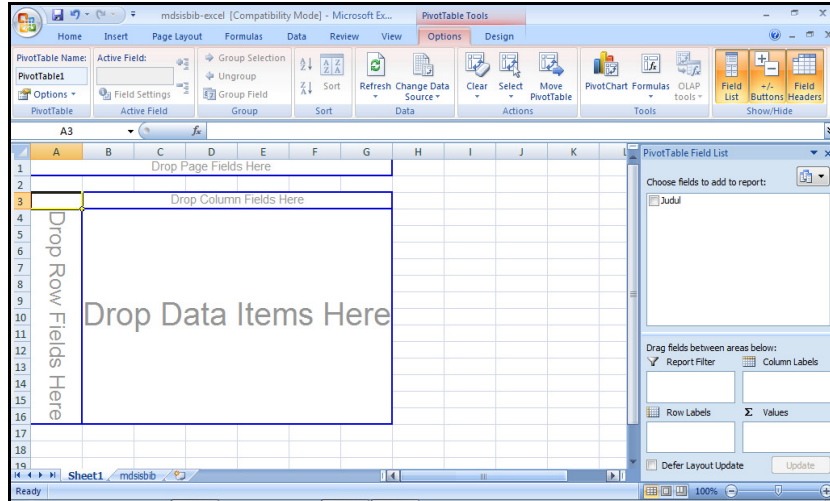 mdsisbib-excel [Compatibility Mode] - Microsoft Ex...
PivotTable Tools
Home Insert Page Layout Formulas Data Review View Options Design
PivotTable Name: Active Field: Group Selection Refresh Change Data Clear Select Move PivotChart Formulas OLAP Field +/- Field
PivotTable1 Ungroup Sort Source PivotTable tools List Buttons Headers
Options Field Settings Group Field
PivotTable Active Field Group Sort Data Actions Tools Show/Hide
A3 fx
A B C D E F G H I J K L
PivotTable Field List
1 Drop Page Fields Here
2
Choose fields to add to report:
3 Drop Column Fields Here
Judul
4
5
6
7
8
9
10
11
12
13
14
15
16
17
18
19
Drop Row Fields Here
Drop Data Items Here
Drag fields between areas below:
Report Filter Column Labels
Row Labels Σ Values
Defer Layout Update Update
Sheet1 mdsisbib
Ready 100%